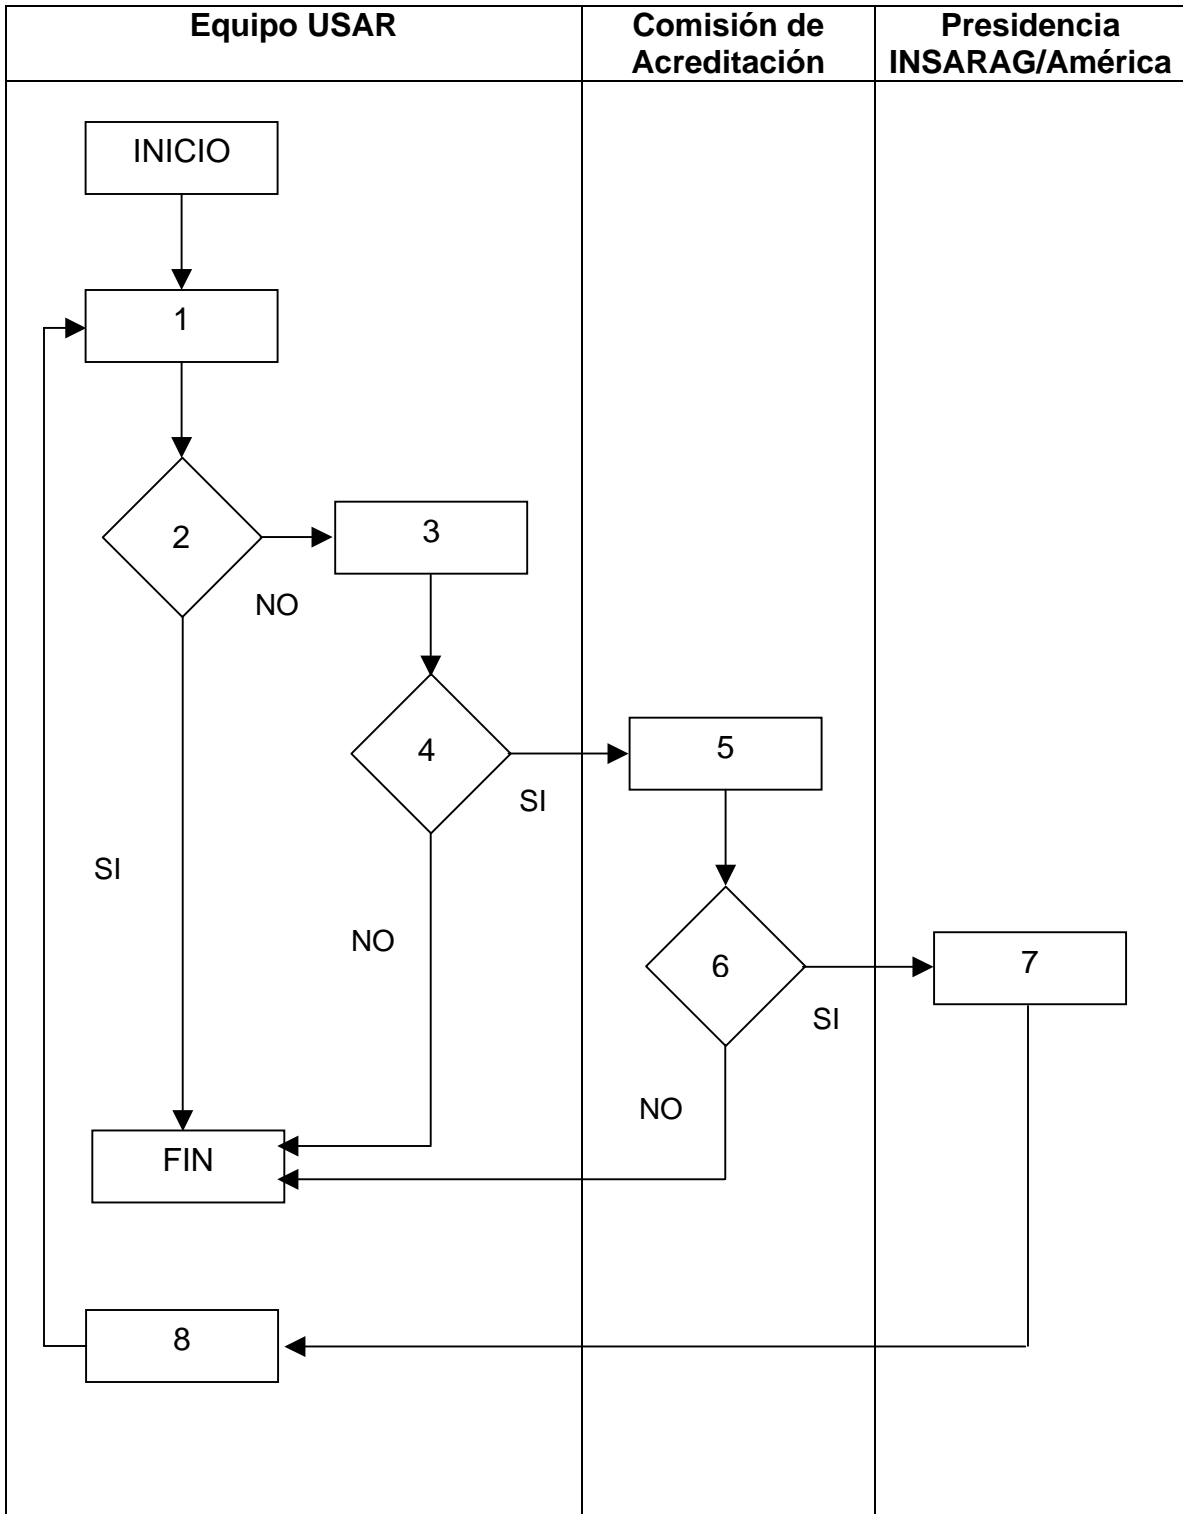 Equipo USAR
Comisión de
Acreditación
Presidencia
INSARAG/América
INICIO
1
2
NO
3
4
SI
5
SI
NO
6
SI
7
NO
FIN
8